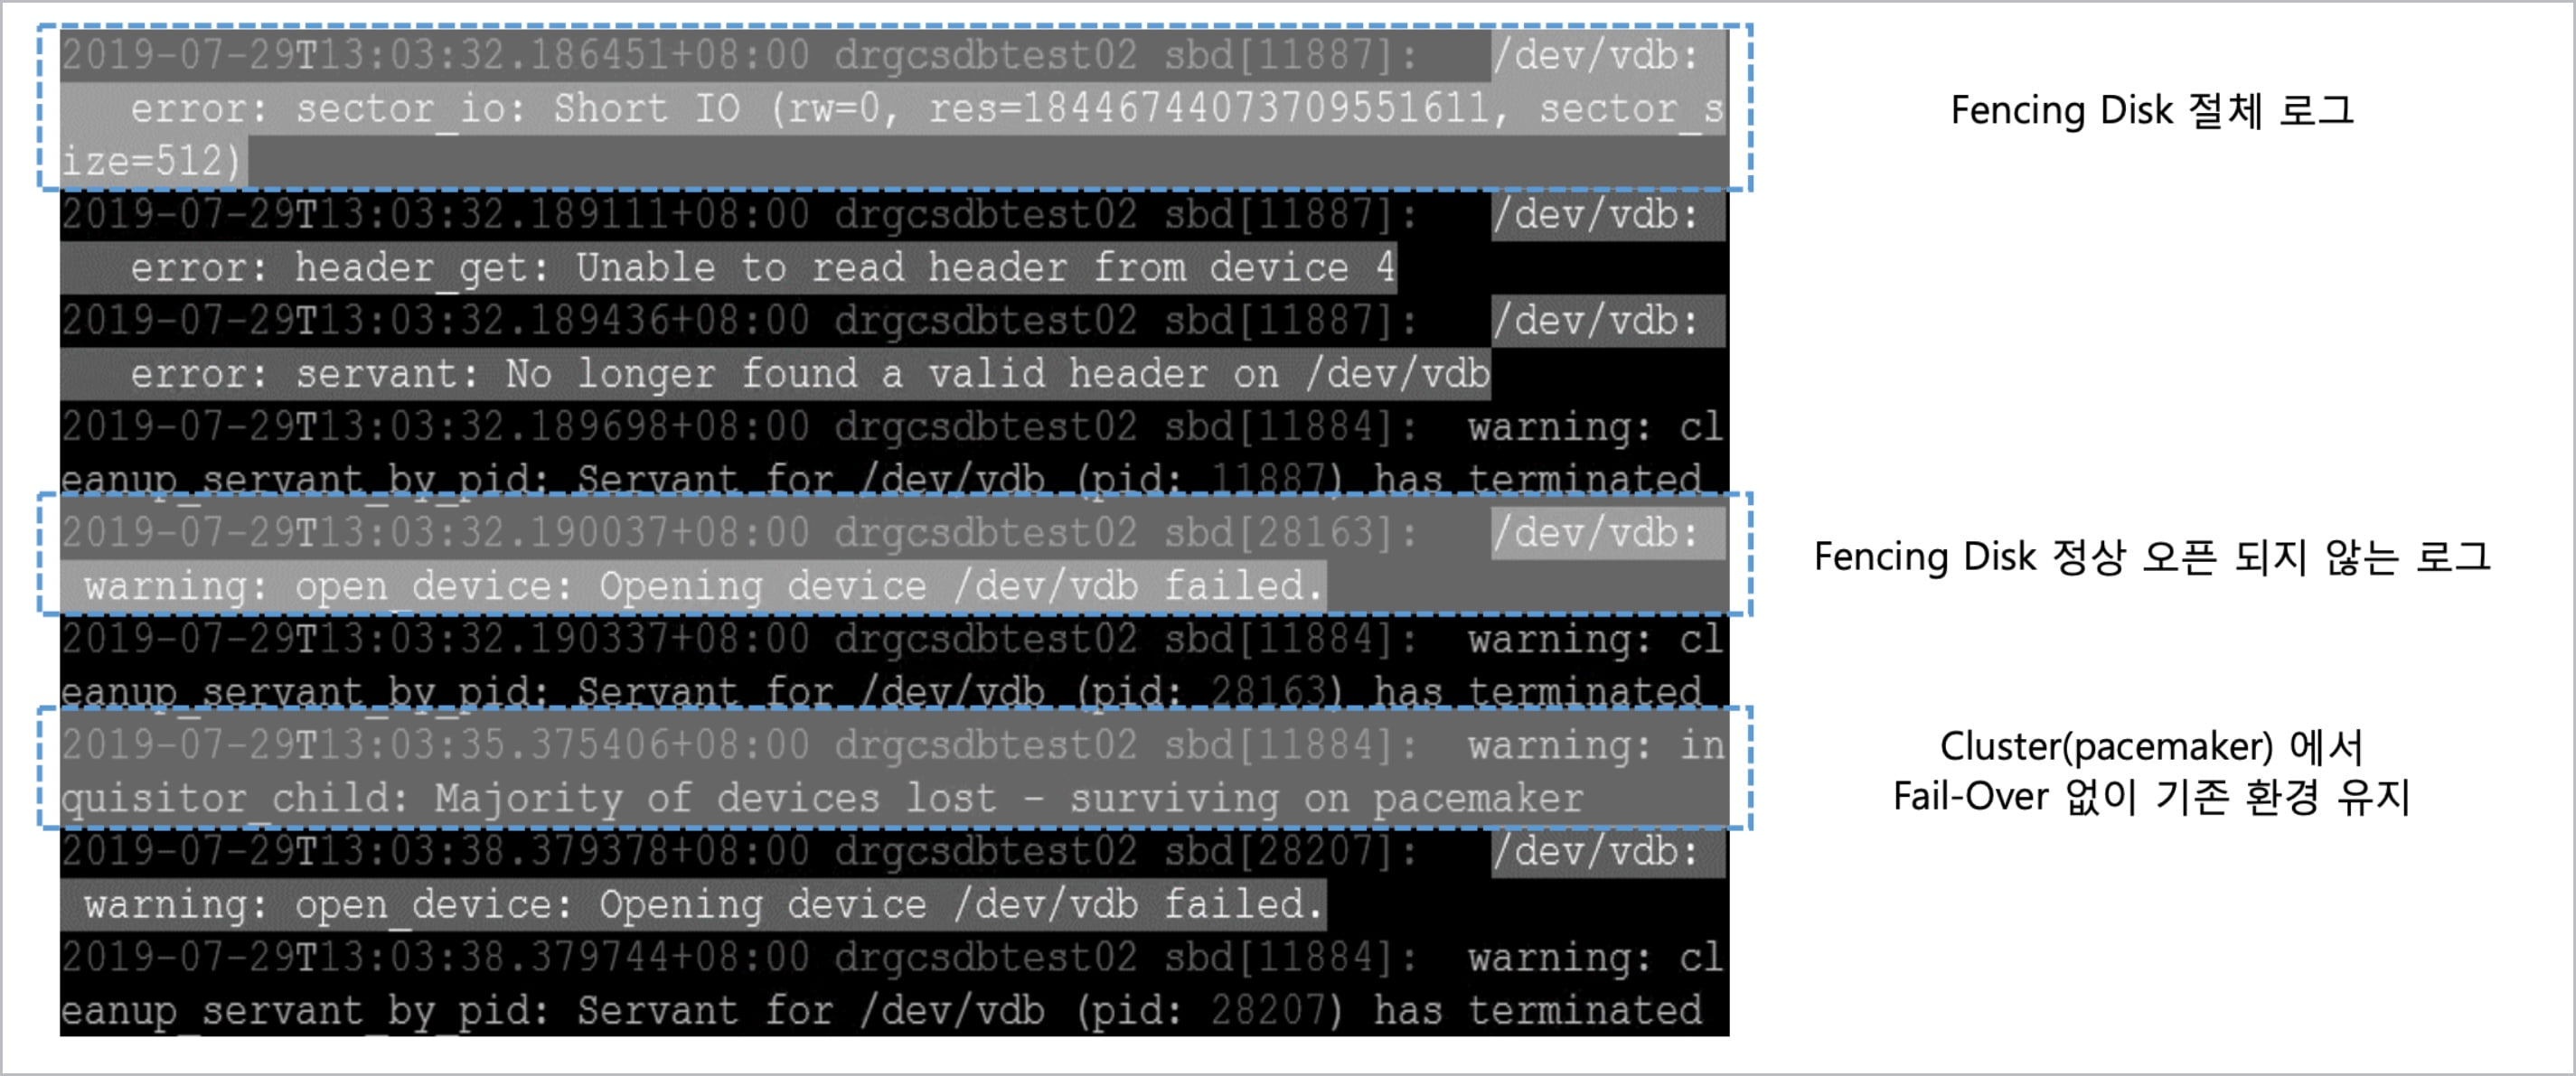 2019-07-29T13:03:32.186451+08:00 drgcsdbtest02 sbd[11887]: /dev/vdb:
error: sector_io: Short IO (rw=0, res=18446744073709551611, sector_s
ize=512)
2019-07-29T13:03:32.189111+08:00 drgcsdbtest02 sbd[11887]: /dev/vdb:
error: header_get: Unable to read header from device 4
2019-07-29T13:03:32.189436+08:00 drgcsdbtest02 sbd[11887]: /dev/vdb:
error: servant: No longer found a valid header on /dev/vdb
2019-07-29T13:03:32.189698+08:00 drgcsdbtest02 sbd[11884]: warning: cl
eanup_servant_by_pid: Servant for /dev/vdb (pid: 11887) has terminated
2019-07-29T13:03:32.190037+08:00 drgcsdbtest02 sbd[28163]: /dev/vdb:
warning: open_device: Opening device /dev/vdb failed.
2019-07-29T13:03:32.190337+08:00 drgcsdbtest02 sbd[11884]: warning: cl
eanup_servant_by_pid: Servant for /dev/vdb (pid: 28163) has terminated
2019-07-29T13:03:35.375406+08:00 drgcsdbtest02 sbd[11884]: warning: in
quisitor_child: Majority of devices lost - surviving on pacemaker
2019-07-29T13:03:38.379378+08:00 drgcsdbtest02 sbd[28207]: /dev/vdb:
warning: open_device: Opening device /dev/vdb failed.
2019-07-29T13:03:38.379744+08:00 drgcsdbtest02 sbd[11884]: warning: cl
eanup_servant_by_pid: Servant for /dev/vdb (pid: 28207) has terminated
Fencing Disk 절체 로그
Fencing Disk 정상 오픈 되지 않는 로그
Cluster(pacemaker) 에서
Fail-Over 없이 기존 환경 유지